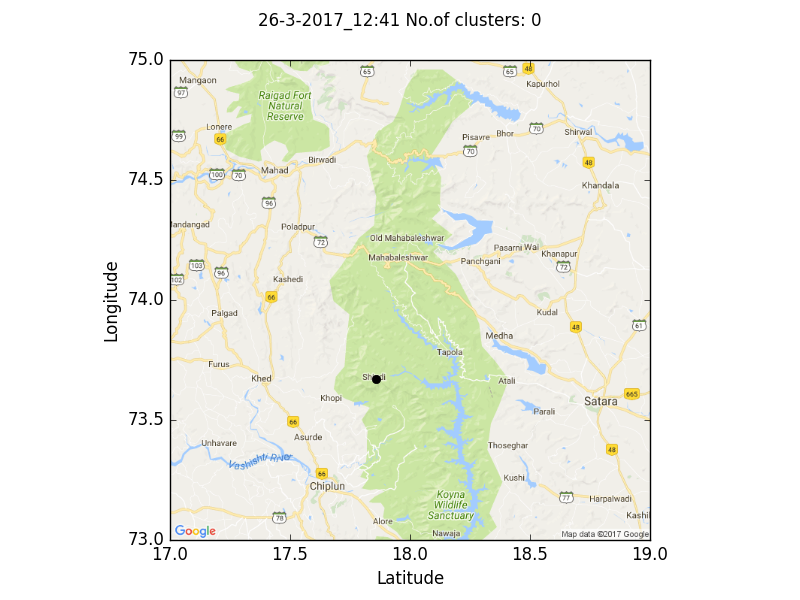 26-3-2017_12:41 No.of clusters: 0
75.0
65
65
48
Mangaon
97
Kapurhol
Raigad Fort
Natural
Reserve
Lonere
99
66
Pisavre
Bhor
70
Shirwal
70
Birwadi
48
Mahad
100
70
74.5
Khandala
96
Poladpur
72
Old Mahabaleshwar
Mahabaleshwar
Pasarni Wai
Khanapur
Panchgani
72
103
96
102
Kashedi
74.0
66
Palgad
Kudal
61
48
Medha
Tapola
Furus
Khed
Atali
665
Satara
Khopi
Parali
73.5
66
Asurde
Unhavare
Thoseghar
48
Vashishti River
66
Kushi
Chiplun
Koyna
Wildlife
Sanctuary
77
Harpalwadi
78
Alore
Nawaja
Google
Map data ©2017 Google
73.0
17.0
17.5
18.0
18.5
19.0
Latitude
Longitude